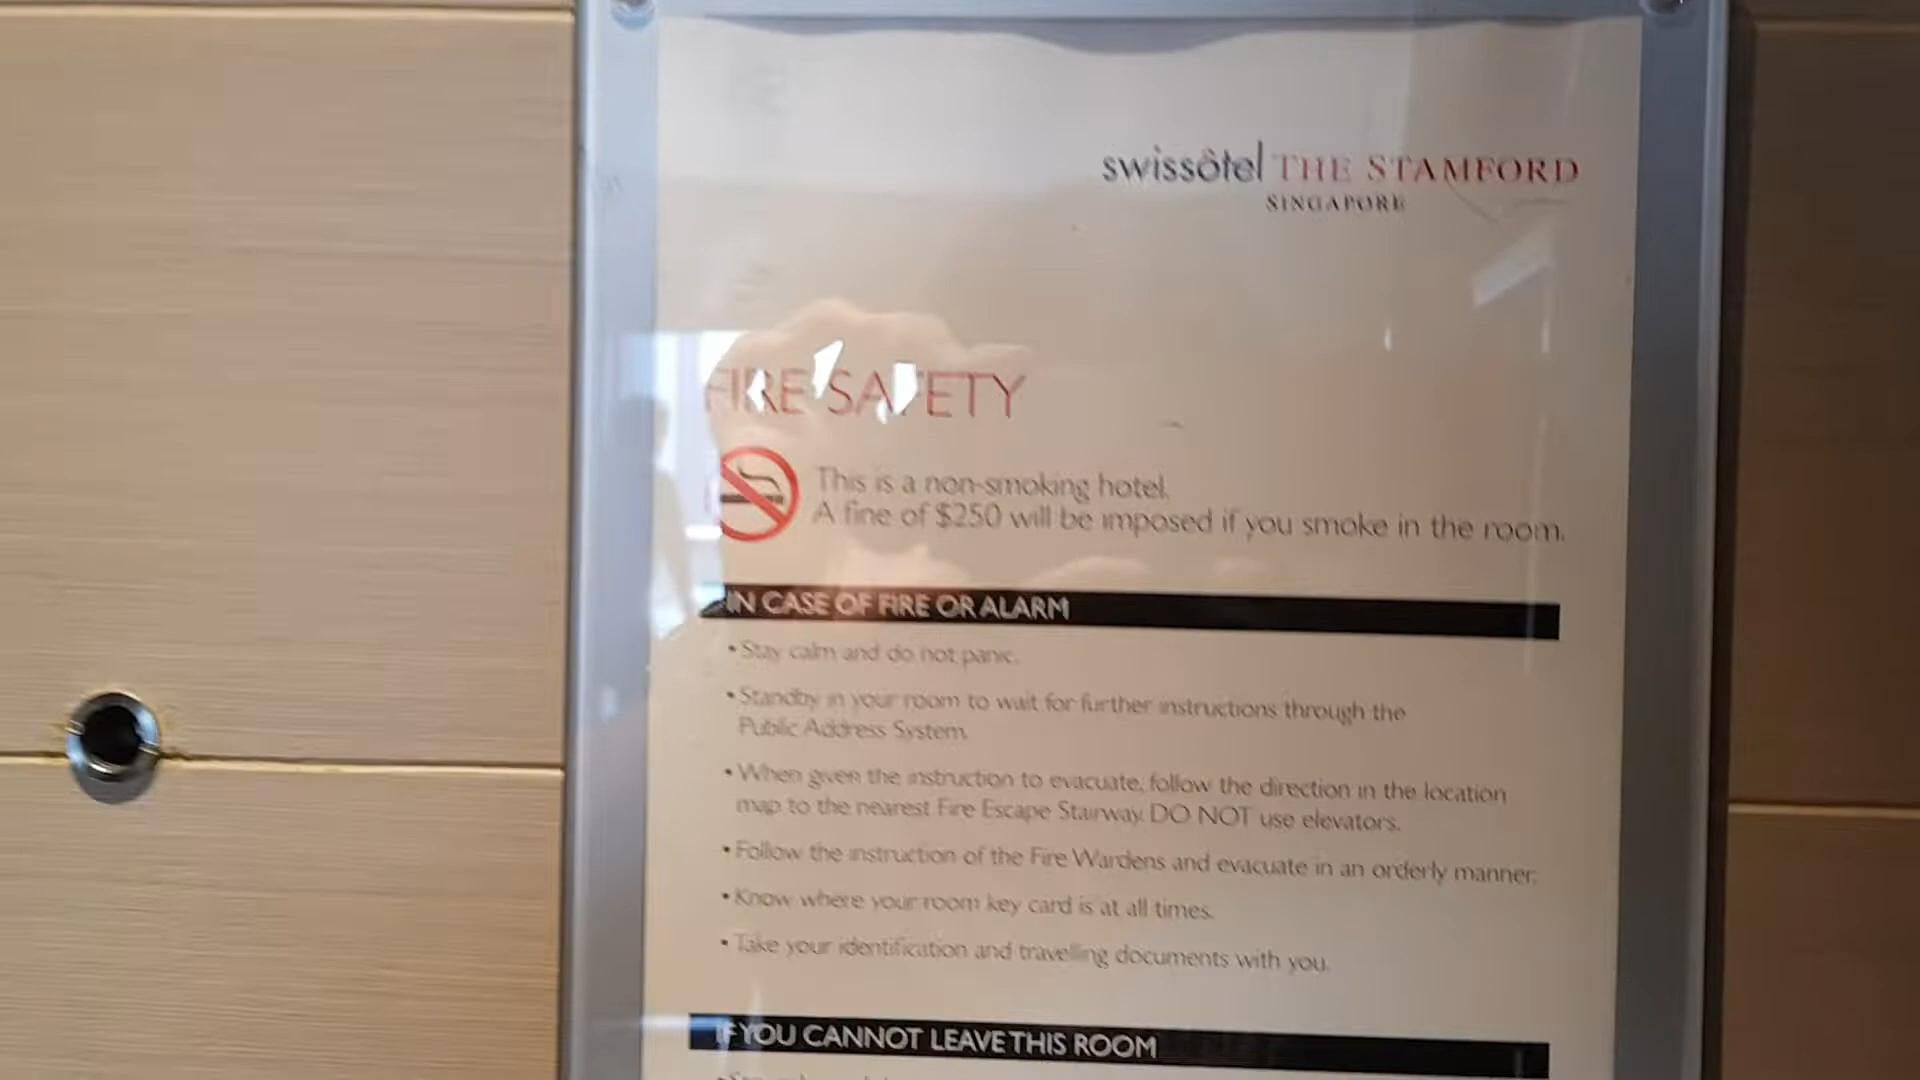 swissôtel THE STAMFORD
SINGAPORE
FIRE SAFETY
This is a non-smoking hotel.
A fine of $250 will be imposed if you smoke in the room.
IN CASE OF FIRE OR ALARM
• Stay calm and do not panic.
• Standby in your room to wait for further instructions through the
Public Address System.
• When given the instruction to evacuate, follow the direction in the location
map to the nearest Fire Escape Stairway. DO NOT use elevators.
• Follow the instruction of the Fire Wardens and evacuate in an orderly manner.
• Know where your room key card is at all times.
• Take your identification and travelling documents with you.
IF YOU CANNOT LEAVE THIS ROOM